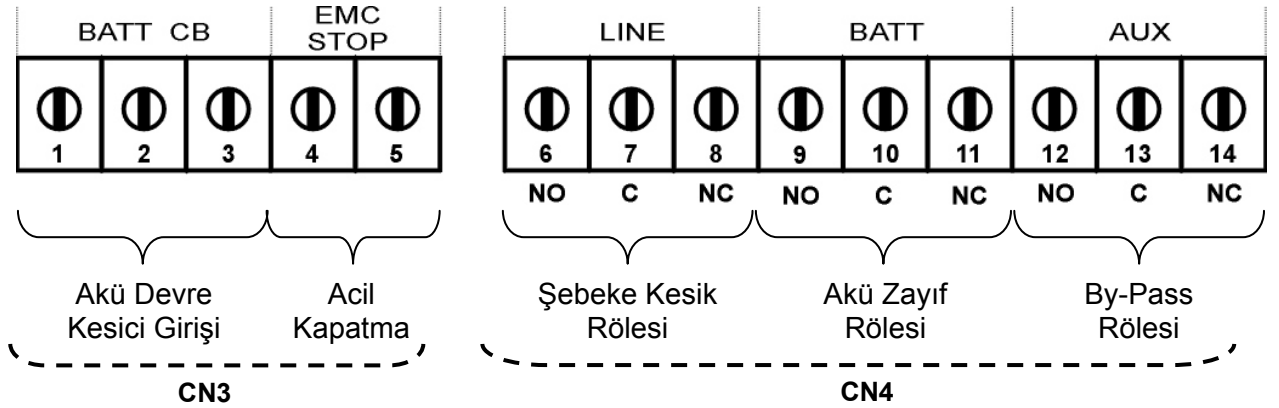 BATT CB
EMC
STOP
LINE
BATT
AUX
1 2 3 4 5 6 7 8 9 10 11 12 13 14
NO C NC NO C NC NO C NC
Akü Devre
Kesici Girişi
Acil
Kapatma
Şebeke Kesik
Rölesi
Akü Zayıf
Rölesi
By-Pass
Rölesi
CN3
CN4